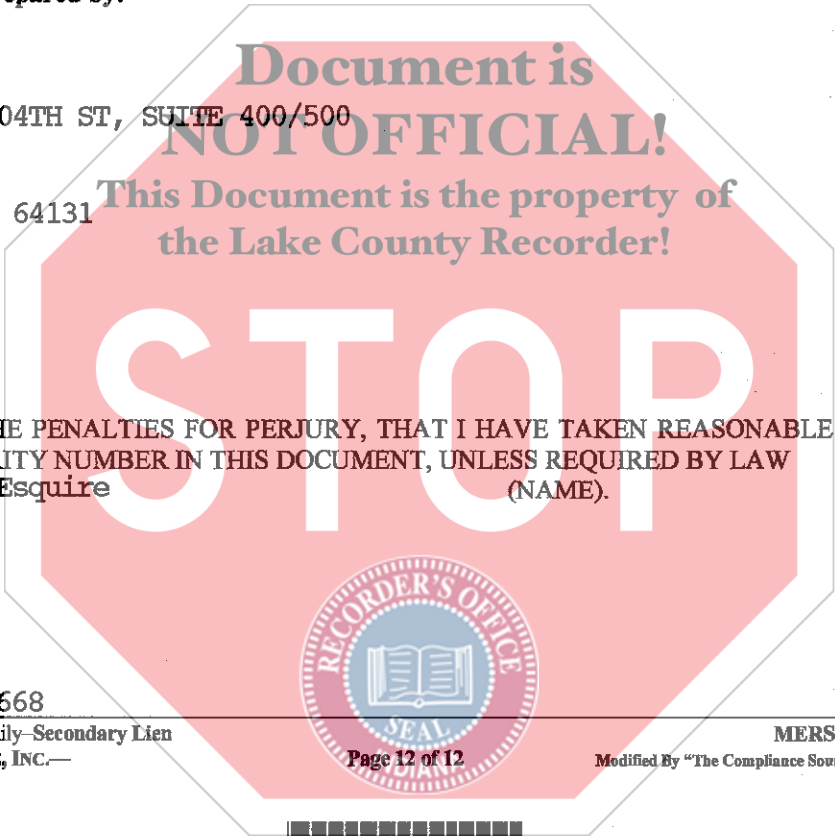 epared by:
Document is
04TH ST, SUITE 400/500
NOT OFFICIAL!
This Document is the property of
64131
the Lake County Recorder!
STOP
HE PENALTIES FOR PERJURY, THAT I HAVE TAKEN REASONABLE
RITY NUMBER IN THIS DOCUMENT, UNLESS REQUIRED BY LAW
Esquire (NAME).
RECORDER'S OFFICE
SEAL
INDIANA
668
ily–Secondary Lien MERS
, INC.— Page 12 of 12 Modified By "The Compliance Sour